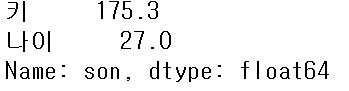 키 175.3
나이 27.0
Name: son, dtype: float64